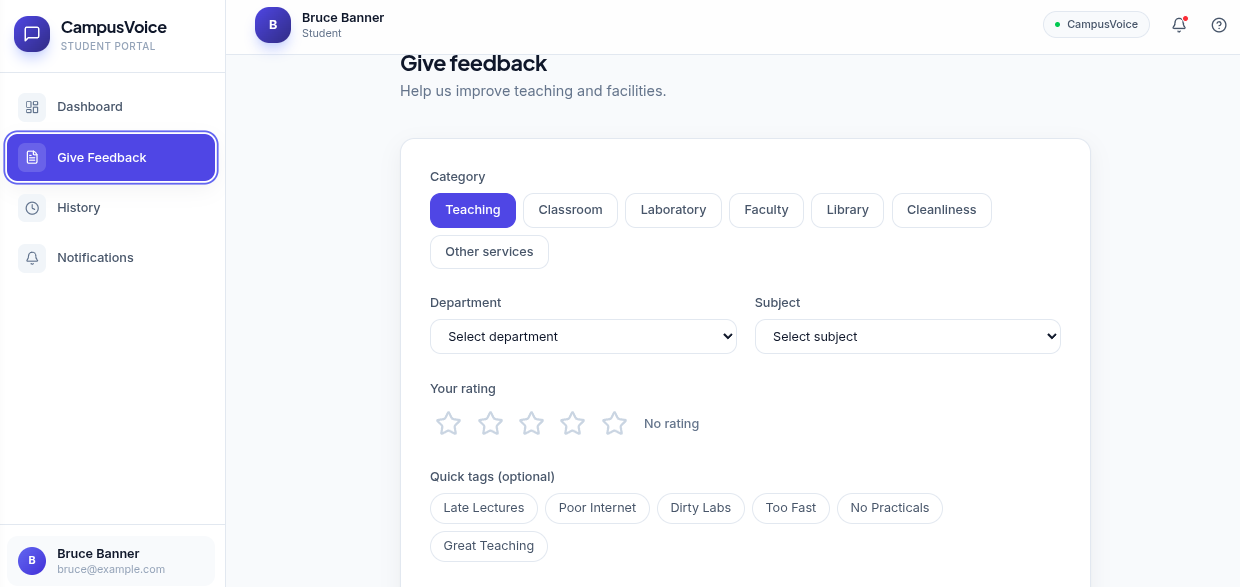 CampusVoice
STUDENT PORTAL
Dashboard
Give Feedback
History
Notifications
B
Bruce Banner
bruce@example.com
B
Bruce Banner
Student
CampusVoice
Give feedback
Help us improve teaching and facilities.
Category
Teaching Classroom Laboratory Faculty Library Cleanliness
Other services
Department Subject
Select department Select subject
Your rating
No rating
Quick tags (optional)
Late Lectures Poor Internet Dirty Labs Too Fast No Practicals
Great Teaching